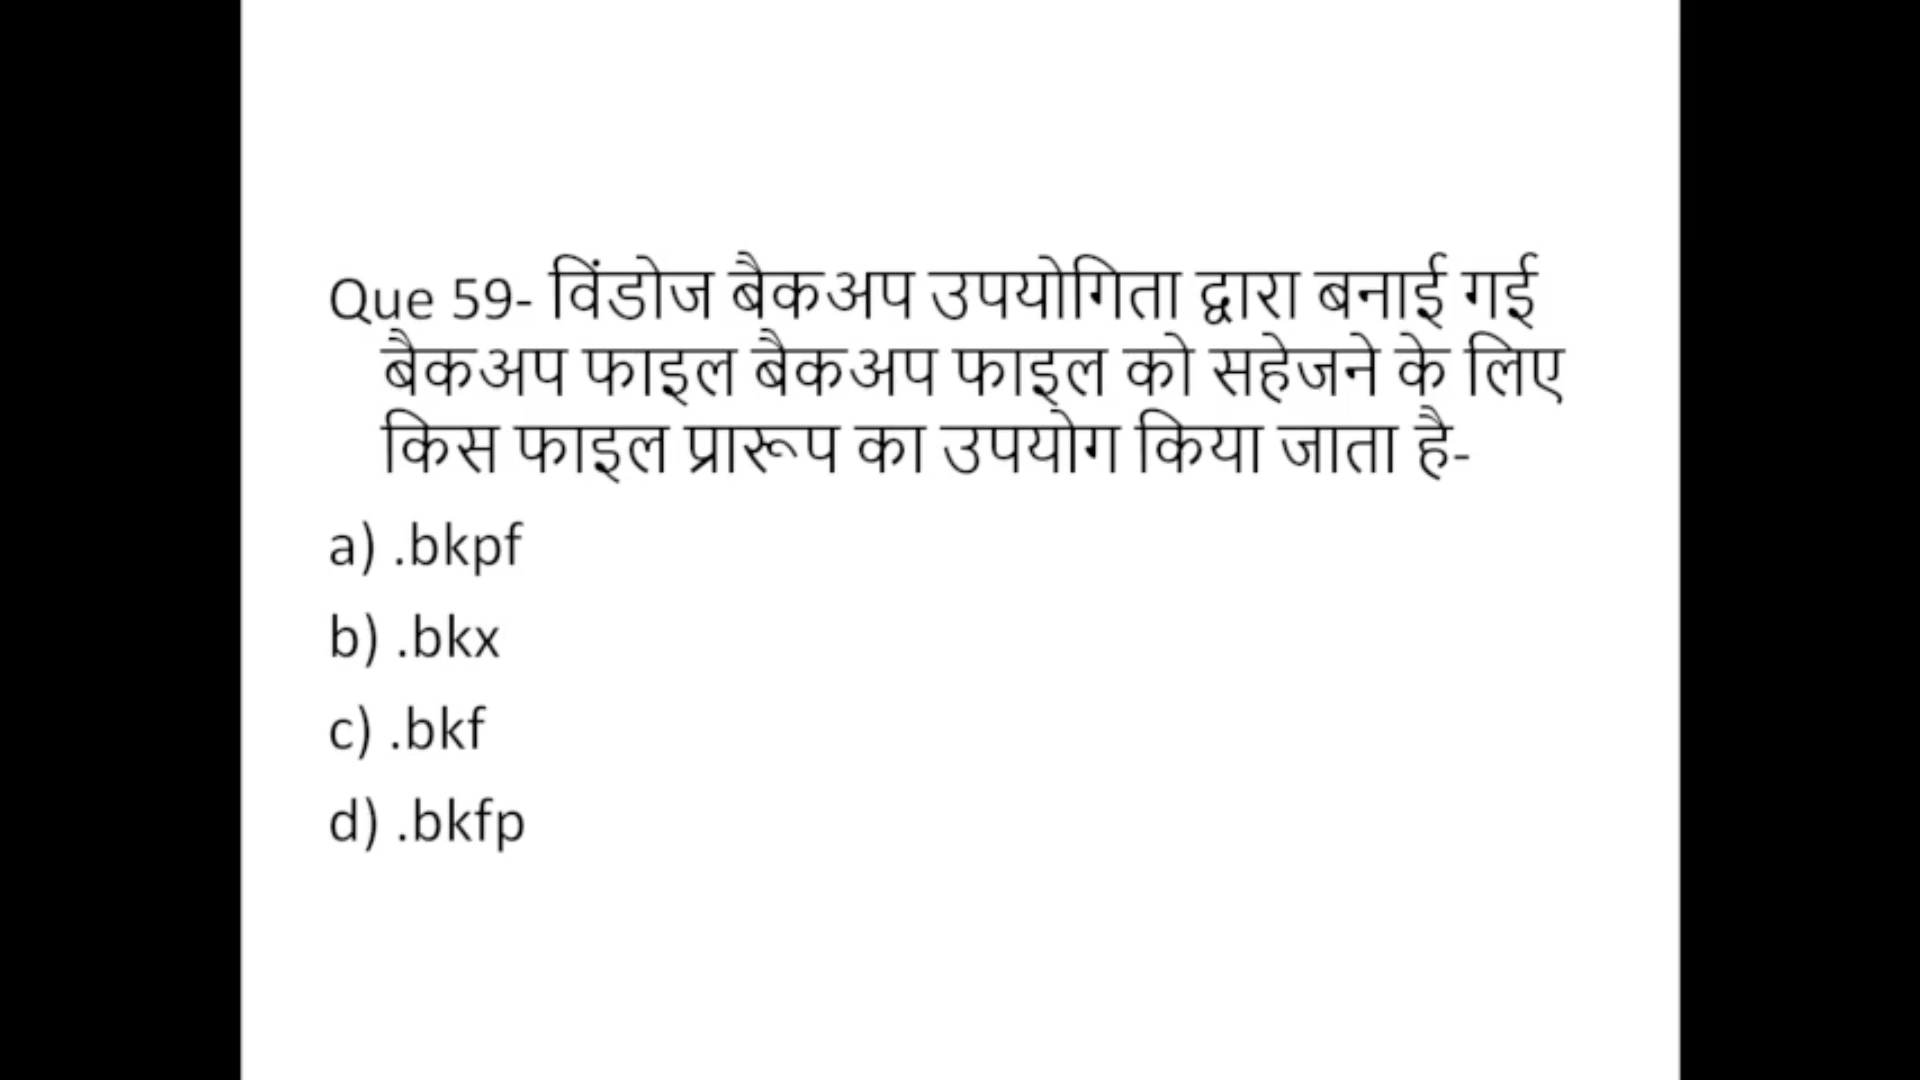 Que 59- विंडोज बैकअप उपयोगिता द्वारा बनाई गई
बैकअप फाइल बैकअप फाइल को सहेजने के लिए
किस फाइल प्रारूप का उपयोग किया जाता है-
a) .bkpf
b) .bkx
c) .bkf
d) .bkfp